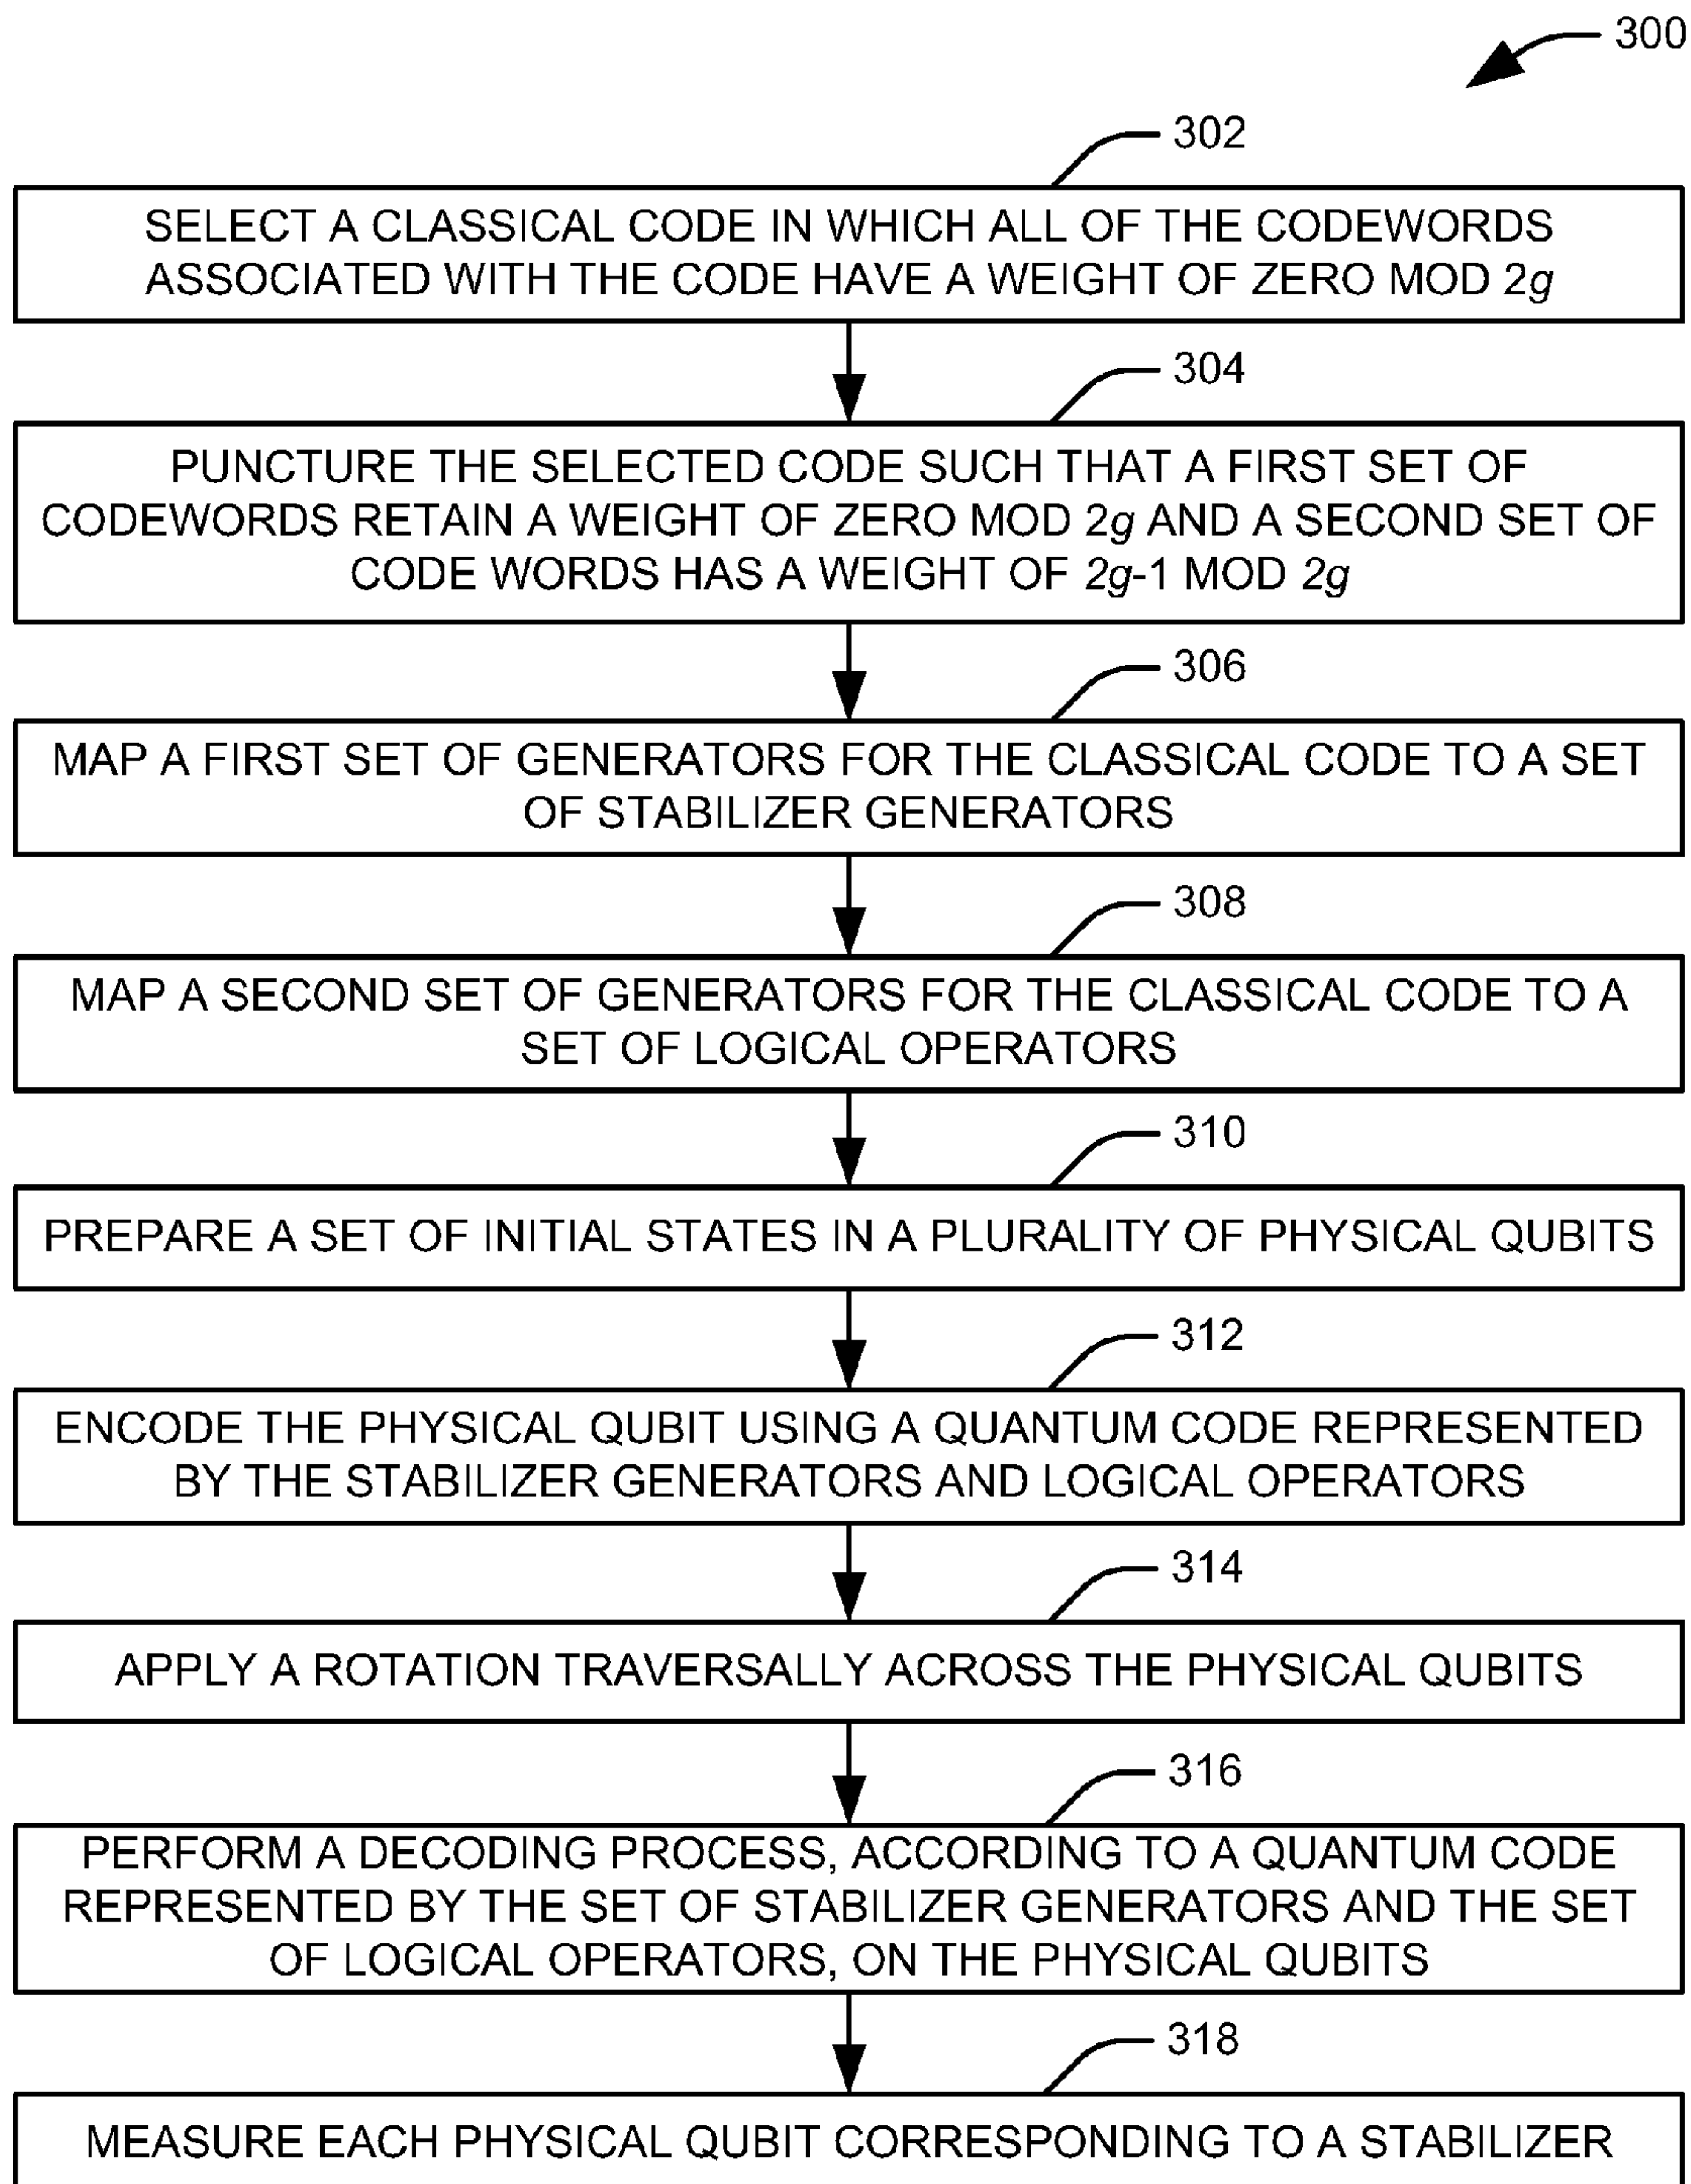 300
302
SELECT A CLASSICAL CODE IN WHICH ALL OF THE CODEWORDS
ASSOCIATED WITH THE CODE HAVE A WEIGHT OF ZERO MOD 2g
304
PUNCTURE THE SELECTED CODE SUCH THAT A FIRST SET OF
CODEWORDS RETAIN A WEIGHT OF ZERO MOD 2g AND A SECOND SET OF
CODE WORDS HAS A WEIGHT OF 2g-1 MOD 2g
306
MAP A FIRST SET OF GENERATORS FOR THE CLASSICAL CODE TO A SET
OF STABILIZER GENERATORS
308
MAP A SECOND SET OF GENERATORS FOR THE CLASSICAL CODE TO A
SET OF LOGICAL OPERATORS
310
PREPARE A SET OF INITIAL STATES IN A PLURALITY OF PHYSICAL QUBITS
312
ENCODE THE PHYSICAL QUBIT USING A QUANTUM CODE REPRESENTED
BY THE STABILIZER GENERATORS AND LOGICAL OPERATORS
314
APPLY A ROTATION TRAVERSALLY ACROSS THE PHYSICAL QUBITS
316
PERFORM A DECODING PROCESS, ACCORDING TO A QUANTUM CODE
REPRESENTED BY THE SET OF STABILIZER GENERATORS AND THE SET
OF LOGICAL OPERATORS, ON THE PHYSICAL QUBITS
318
MEASURE EACH PHYSICAL QUBIT CORRESPONDING TO A STABILIZER